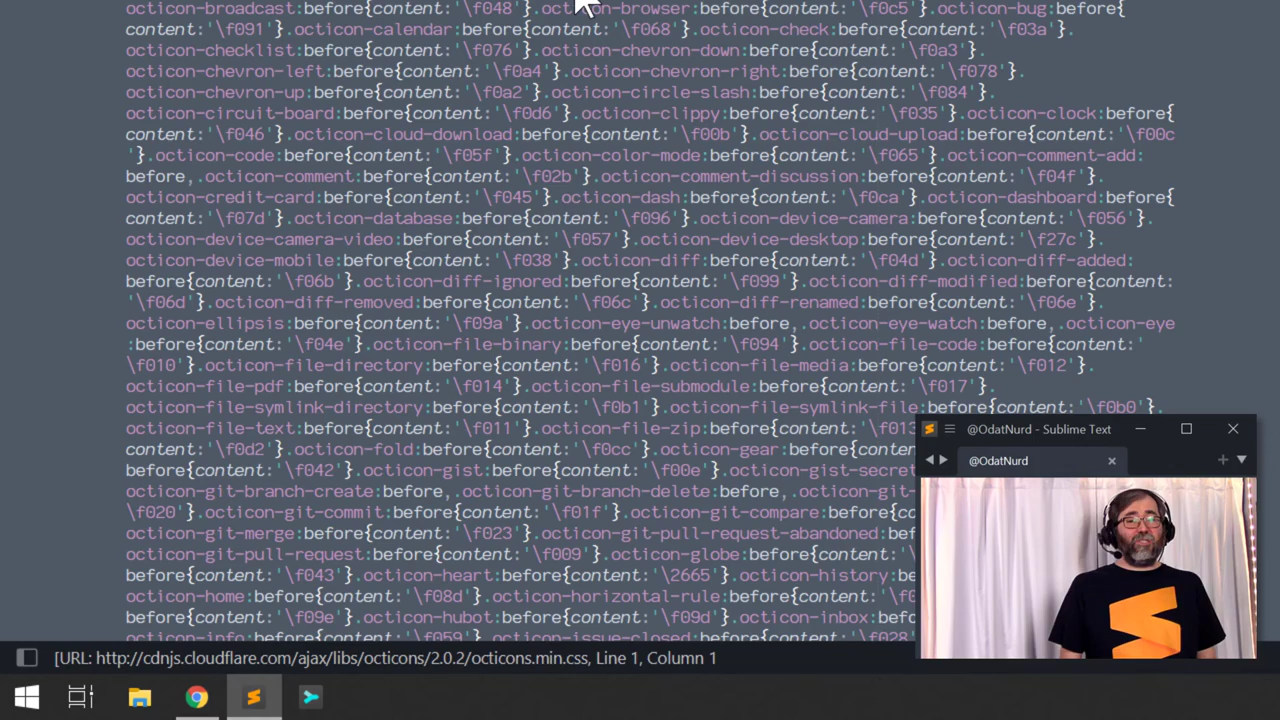 octicon-broadcast:before{content:'\f048'}.octicon-browser:before{content:'\f0c5'}.octicon-bug:before{
content:'\f091'}.octicon-calendar:before{content:'\f068'}.octicon-check:before{content:'\f03a'}.
octicon-checklist:before{content:'\f076'}.octicon-chevron-down:before{content:'\f0a3'}.
octicon-chevron-left:before{content:'\f0a4'}.octicon-chevron-right:before{content:'\f078'}.
octicon-chevron-up:before{content:'\f0a2'}.octicon-circle-slash:before{content:'\f084'}.
octicon-circuit-board:before{content:'\f0d6'}.octicon-clippy:before{content:'\f035'}.octicon-clock:before{
content:'\f046'}.octicon-cloud-download:before{content:'\f00b'}.octicon-cloud-upload:before{content:'\f00c
'}.octicon-code:before{content:'\f05f'}.octicon-color-mode:before{content:'\f065'}.octicon-comment-add:
before,.octicon-comment:before{content:'\f02b'}.octicon-comment-discussion:before{content:'\f04f'}.
octicon-credit-card:before{content:'\f045'}.octicon-dash:before{content:'\f0ca'}.octicon-dashboard:before{
content:'\f07d'}.octicon-database:before{content:'\f096'}.octicon-device-camera:before{content:'\f056'}.
octicon-device-camera-video:before{content:'\f057'}.octicon-device-desktop:before{content:'\f27c'}.
octicon-device-mobile:before{content:'\f038'}.octicon-diff:before{content:'\f04d'}.octicon-diff-added:
before{content:'\f06b'}.octicon-diff-ignored:before{content:'\f099'}.octicon-diff-modified:before{content:
'\f06d'}.octicon-diff-removed:before{content:'\f06c'}.octicon-diff-renamed:before{content:'\f06e'}.
octicon-ellipsis:before{content:'\f09a'}.octicon-eye-unwatch:before,.octicon-eye-watch:before,.octicon-eye
:before{content:'\f04e'}.octicon-file-binary:before{content:'\f094'}.octicon-file-code:before{content:'
\f010'}.octicon-file-directory:before{content:'\f016'}.octicon-file-media:before{content:'\f012'}.
octicon-file-pdf:before{content:'\f014'}.octicon-file-submodule:before{content:'\f017'}.
octicon-file-symlink-directory:before{content:'\f0b1'}.octicon-file-symlink-file:before{content:'\f0b0'}.
octicon-file-text:before{content:'\f011'}.octicon-file-zip:before{content:'\f013
content:'\f0d2'}.octicon-fold:before{content:'\f0cc'}.octicon-gear:before{
content:'\f042'}.octicon-gist:before{content:'\f00e'}.octicon-gist-secret
octicon-git-branch-create:before,.octicon-git-branch-delete:before,.octicon-git-
\f020'}.octicon-git-commit:before{content:'\f01f'}.octicon-git-compare:before{
octicon-git-merge:before{content:'\f023'}.octicon-git-pull-request-abandoned:bef
octicon-git-pull-request:before{content:'\f009'}.octicon-globe:before{content:'\
before{content:'\f043'}.octicon-heart:before{content:'\2665'}.octicon-history:be
octicon-home:before{content:'\f08d'}.octicon-horizontal-rule:before{content:'\f0
before{content:'\f09e'}.octicon-hubot:before{content:'\f09d'}.octicon-inbox:befo
octicon-info:before{content:'\f059'}.octicon-issue-closed:before{content:'\f028'
@OdatNurd - Sublime Text
@OdatNurd
[URL: http://cdnjs.cloudflare.com/ajax/libs/octicons/2.0.2/octicons.min.css, Line 1, Column 1